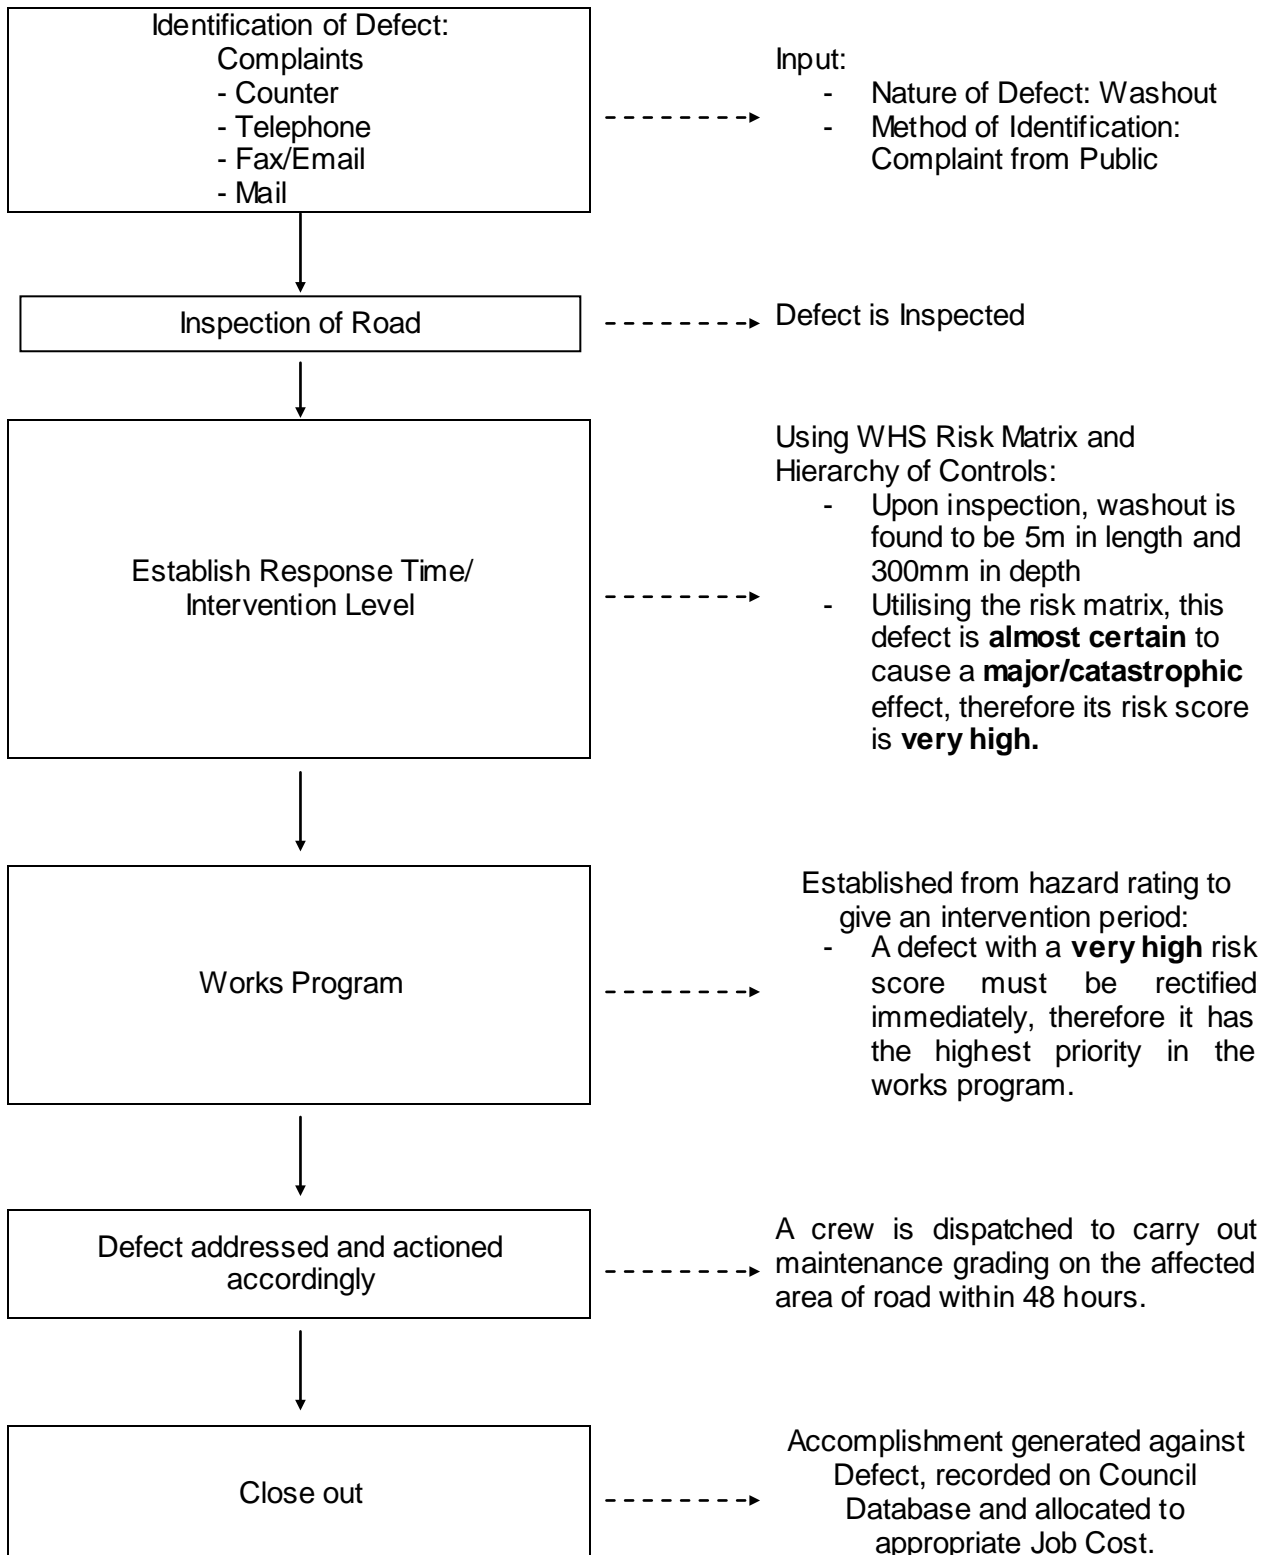 Identification of Defect:
Complaints
- Counter
- Telephone
- Fax/Email
- Mail
Input:
- Nature of Defect: Washout
- Method of Identification:
Complaint from Public
Inspection of Road
Defect is Inspected
Establish Response Time/
Intervention Level
Using WHS Risk Matrix and
Hierarchy of Controls:
- Upon inspection, washout is
found to be 5m in length and
300mm in depth
- Utilising the risk matrix, this
defect is almost certain to
cause a major/catastrophic
effect, therefore its risk score
is very high.
Works Program
Established from hazard rating to
give an intervention period:
- A defect with a very high risk
score must be rectified
immediately, therefore it has
the highest priority in the
works program.
Defect addressed and actioned
accordingly
A crew is dispatched to carry out
maintenance grading on the affected
area of road within 48 hours.
Close out
Accomplishment generated against
Defect, recorded on Council
Database and allocated to
appropriate Job Cost.